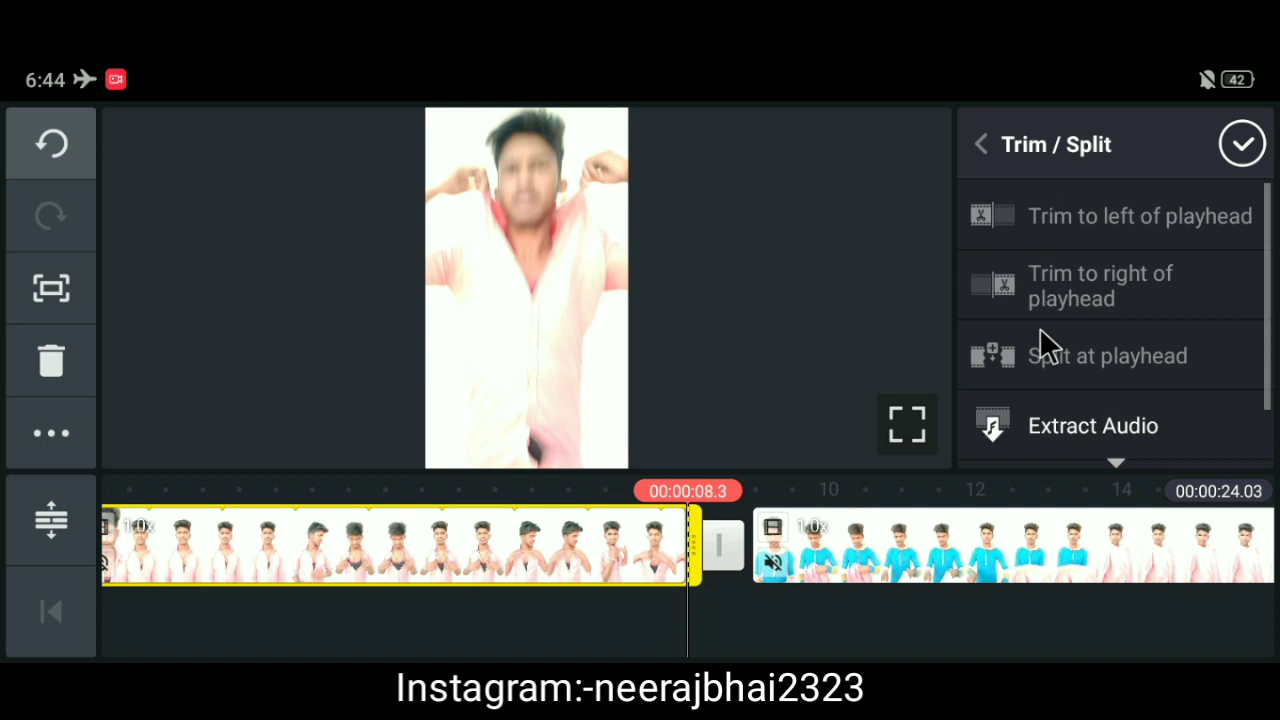 6:44
42
Trim / Split
Trim to left of playhead
Trim to right of
playhead
Split at playhead
Extract Audio
00:00:08.3
10
12
14
00:00:24.03
1.0x
1.0x
Instagram:-neerajbhai2323